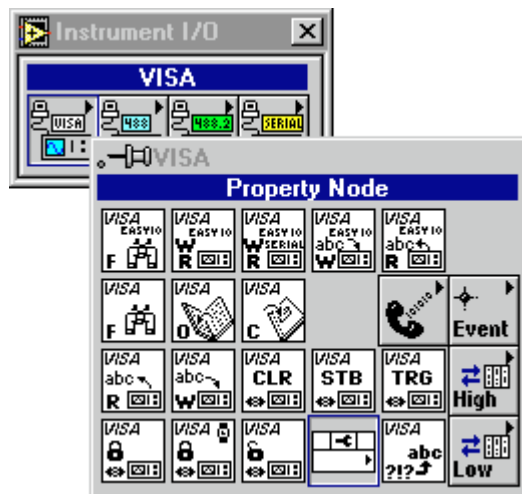 Instrument I/O
VISA
VISA 488 488.2 SERIAL
VISA
Property Node
VISA VISA VISA VISA VISA
EASY IO EASY IO EASY IO EASY IO EASY IO
W W SERIAL abc abc
F R R W R
VISA VISA VISA
F O C Event
VISA VISA VISA VISA VISA
abc abc CLR STB TRG
R W High
VISA VISA VISA VISA
abc
?!? Low